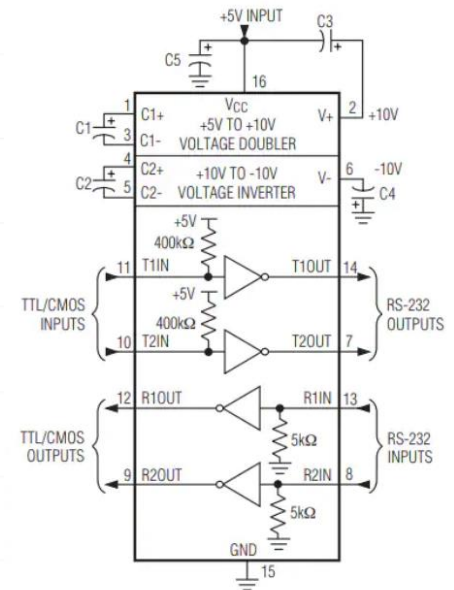 +5V INPUT
C3
+
C5
+
16
1
C1+
VCC
V+
2
+10V
C1
+
+5V TO +10V
3
C1-
VOLTAGE DOUBLER
4
C2+
+10V TO -10V
V-
6
-10V
C2
+
5
C2-
VOLTAGE INVERTER
C4
+
+5V
400kΩ
11
T1IN
T1OUT
14
+5V
TTL/CMOS
INPUTS
RS-232
OUTPUTS
400kΩ
10
T2IN
T2OUT
7
12
R1OUT
R1IN
13
TTL/CMOS
OUTPUTS
5kΩ
RS-232
INPUTS
9
R2OUT
R2IN
8
5kΩ
GND
15